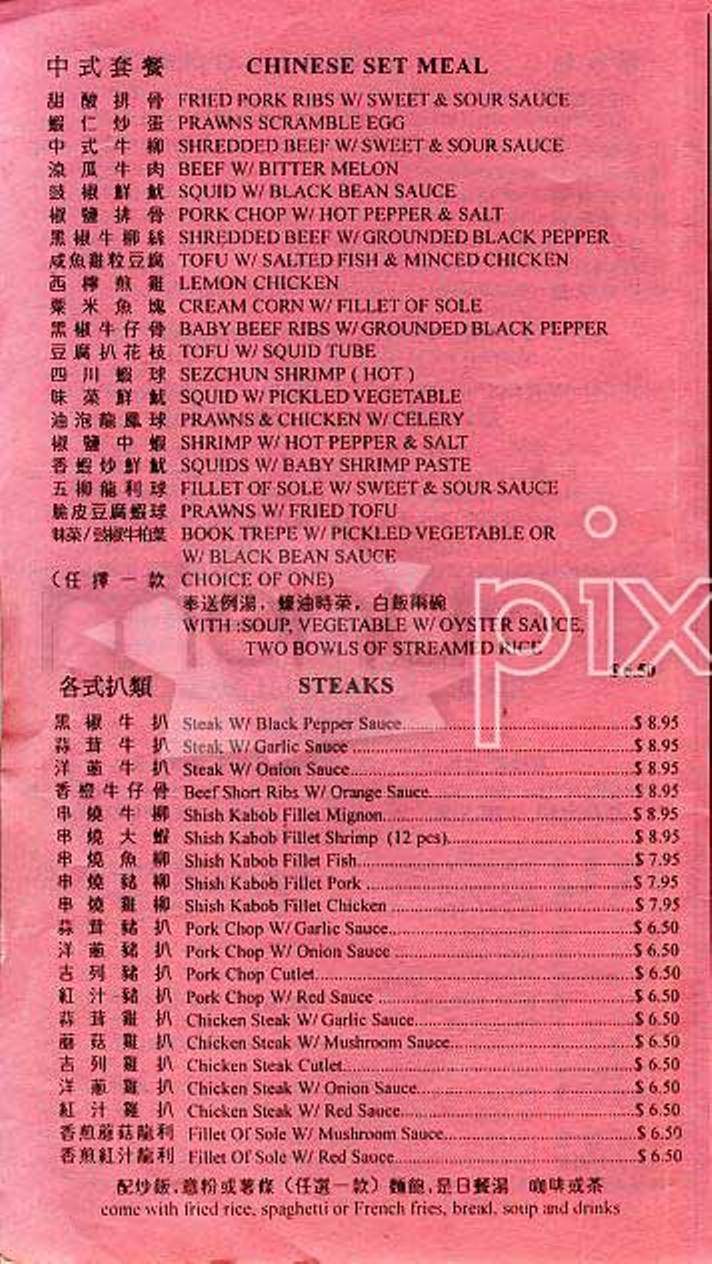 中式套餐 CHINESE SET MEAL
甜酸排骨 FRIED PORK RIBS W/ SWEET & SOUR SAUCE
蝦仁炒蛋 PRAWNS SCRAMBLE EGG
中式牛柳 SHREDDED BEEF W/ SWEET & SOUR SAUCE
涼瓜牛肉 BEEF W/ BITTER MELON
豉椒鮮魷 SQUID W/ BLACK BEAN SAUCE
椒鹽排骨 PORK CHOP W/ HOT PEPPER & SALT
黑椒牛柳絲 SHREDDED BEEF W/ GROUNDED BLACK PEPPER
咸魚雞粒豆腐 TOFU W/ SALTED FISH & MINCED CHICKEN
西檸煎雞 LEMON CHICKEN
粟米魚塊 CREAM CORN W/ FILLET OF SOLE
黑椒牛仔骨 BABY BEEF RIBS W/ GROUNDED BLACK PEPPER
豆腐扒花枝 TOFU W/ SQUID TUBE
四川蝦球 SEZCHUN SHRIMP ( HOT )
味菜鮮魷 SQUID W/ PICKLED VEGETABLE
油泡龍鳳球 PRAWNS & CHICKEN W/ CELERY
椒鹽中蝦 SHRIMP W/ HOT PEPPER & SALT
香蝦炒鮮魷 SQUIDS W/ BABY SHRIMP PASTE
五柳龍利球 FILLET OF SOLE W/ SWEET & SOUR SAUCE
脆皮豆腐蝦球 PRAWNS W/ FRIED TOFU
味菜/豉椒牛柏葉 BOOK TREPE W/ PICKLED VEGETABLE OR
W/ BLACK BEAN SAUCE
(任擇一款 CHOICE OF ONE)
奉送例湯，蠔油時菜，白飯兩碗
WITH :SOUP, VEGETABLE W/ OYSTER SAUCE,
TWO BOWLS OF STREAMED RICE
$ 6.50
各式扒類 STEAKS
黑椒牛扒 Steak W/ Black Pepper Sauce $ 8.95
蒜茸牛扒 Steak W/ Garlic Sauce $ 8.95
洋蔥牛扒 Steak W/ Onion Sauce $ 8.95
香橙牛仔骨 Beef Short Ribs W/ Orange Sauce $ 8.95
串燒牛柳 Shish Kabob Fillet Mignon $ 8.95
串燒大蝦 Shish Kabob Fillet Shrimp (12 pcs) $ 8.95
串燒魚柳 Shish Kabob Fillet Fish $ 7.95
串燒豬柳 Shish Kabob Fillet Pork $ 7.95
串燒雞柳 Shish Kabob Fillet Chicken $ 7.95
蒜茸豬扒 Pork Chop W/ Garlic Sauce $ 6.50
洋蔥豬扒 Pork Chop W/ Onion Sauce $ 6.50
吉列豬扒 Pork Chop Cutlet $ 6.50
紅汁豬扒 Pork Chop W/ Red Sauce $ 6.50
蒜茸雞扒 Chicken Steak W/ Garlic Sauce $ 6.50
蘑菇雞扒 Chicken Steak W/ Mushroom Sauce $ 6.50
吉列雞扒 Chicken Steak Cutlet $ 6.50
洋蔥雞扒 Chicken Steak W/ Onion Sauce $ 6.50
紅汁雞扒 Chicken Steak W/ Red Sauce $ 6.50
香煎蘑菇龍利 Fillet Of Sole W/ Mushroom Sauce $ 6.50
香煎紅汁龍利 Fillet Of Sole W/ Red Sauce $ 6.50
配炒飯，意粉或薯條（任選一款）麵飽，是日餐湯 咖啡或茶
come with fried rice, spaghetti or French fries, bread, soup and drinks
pix